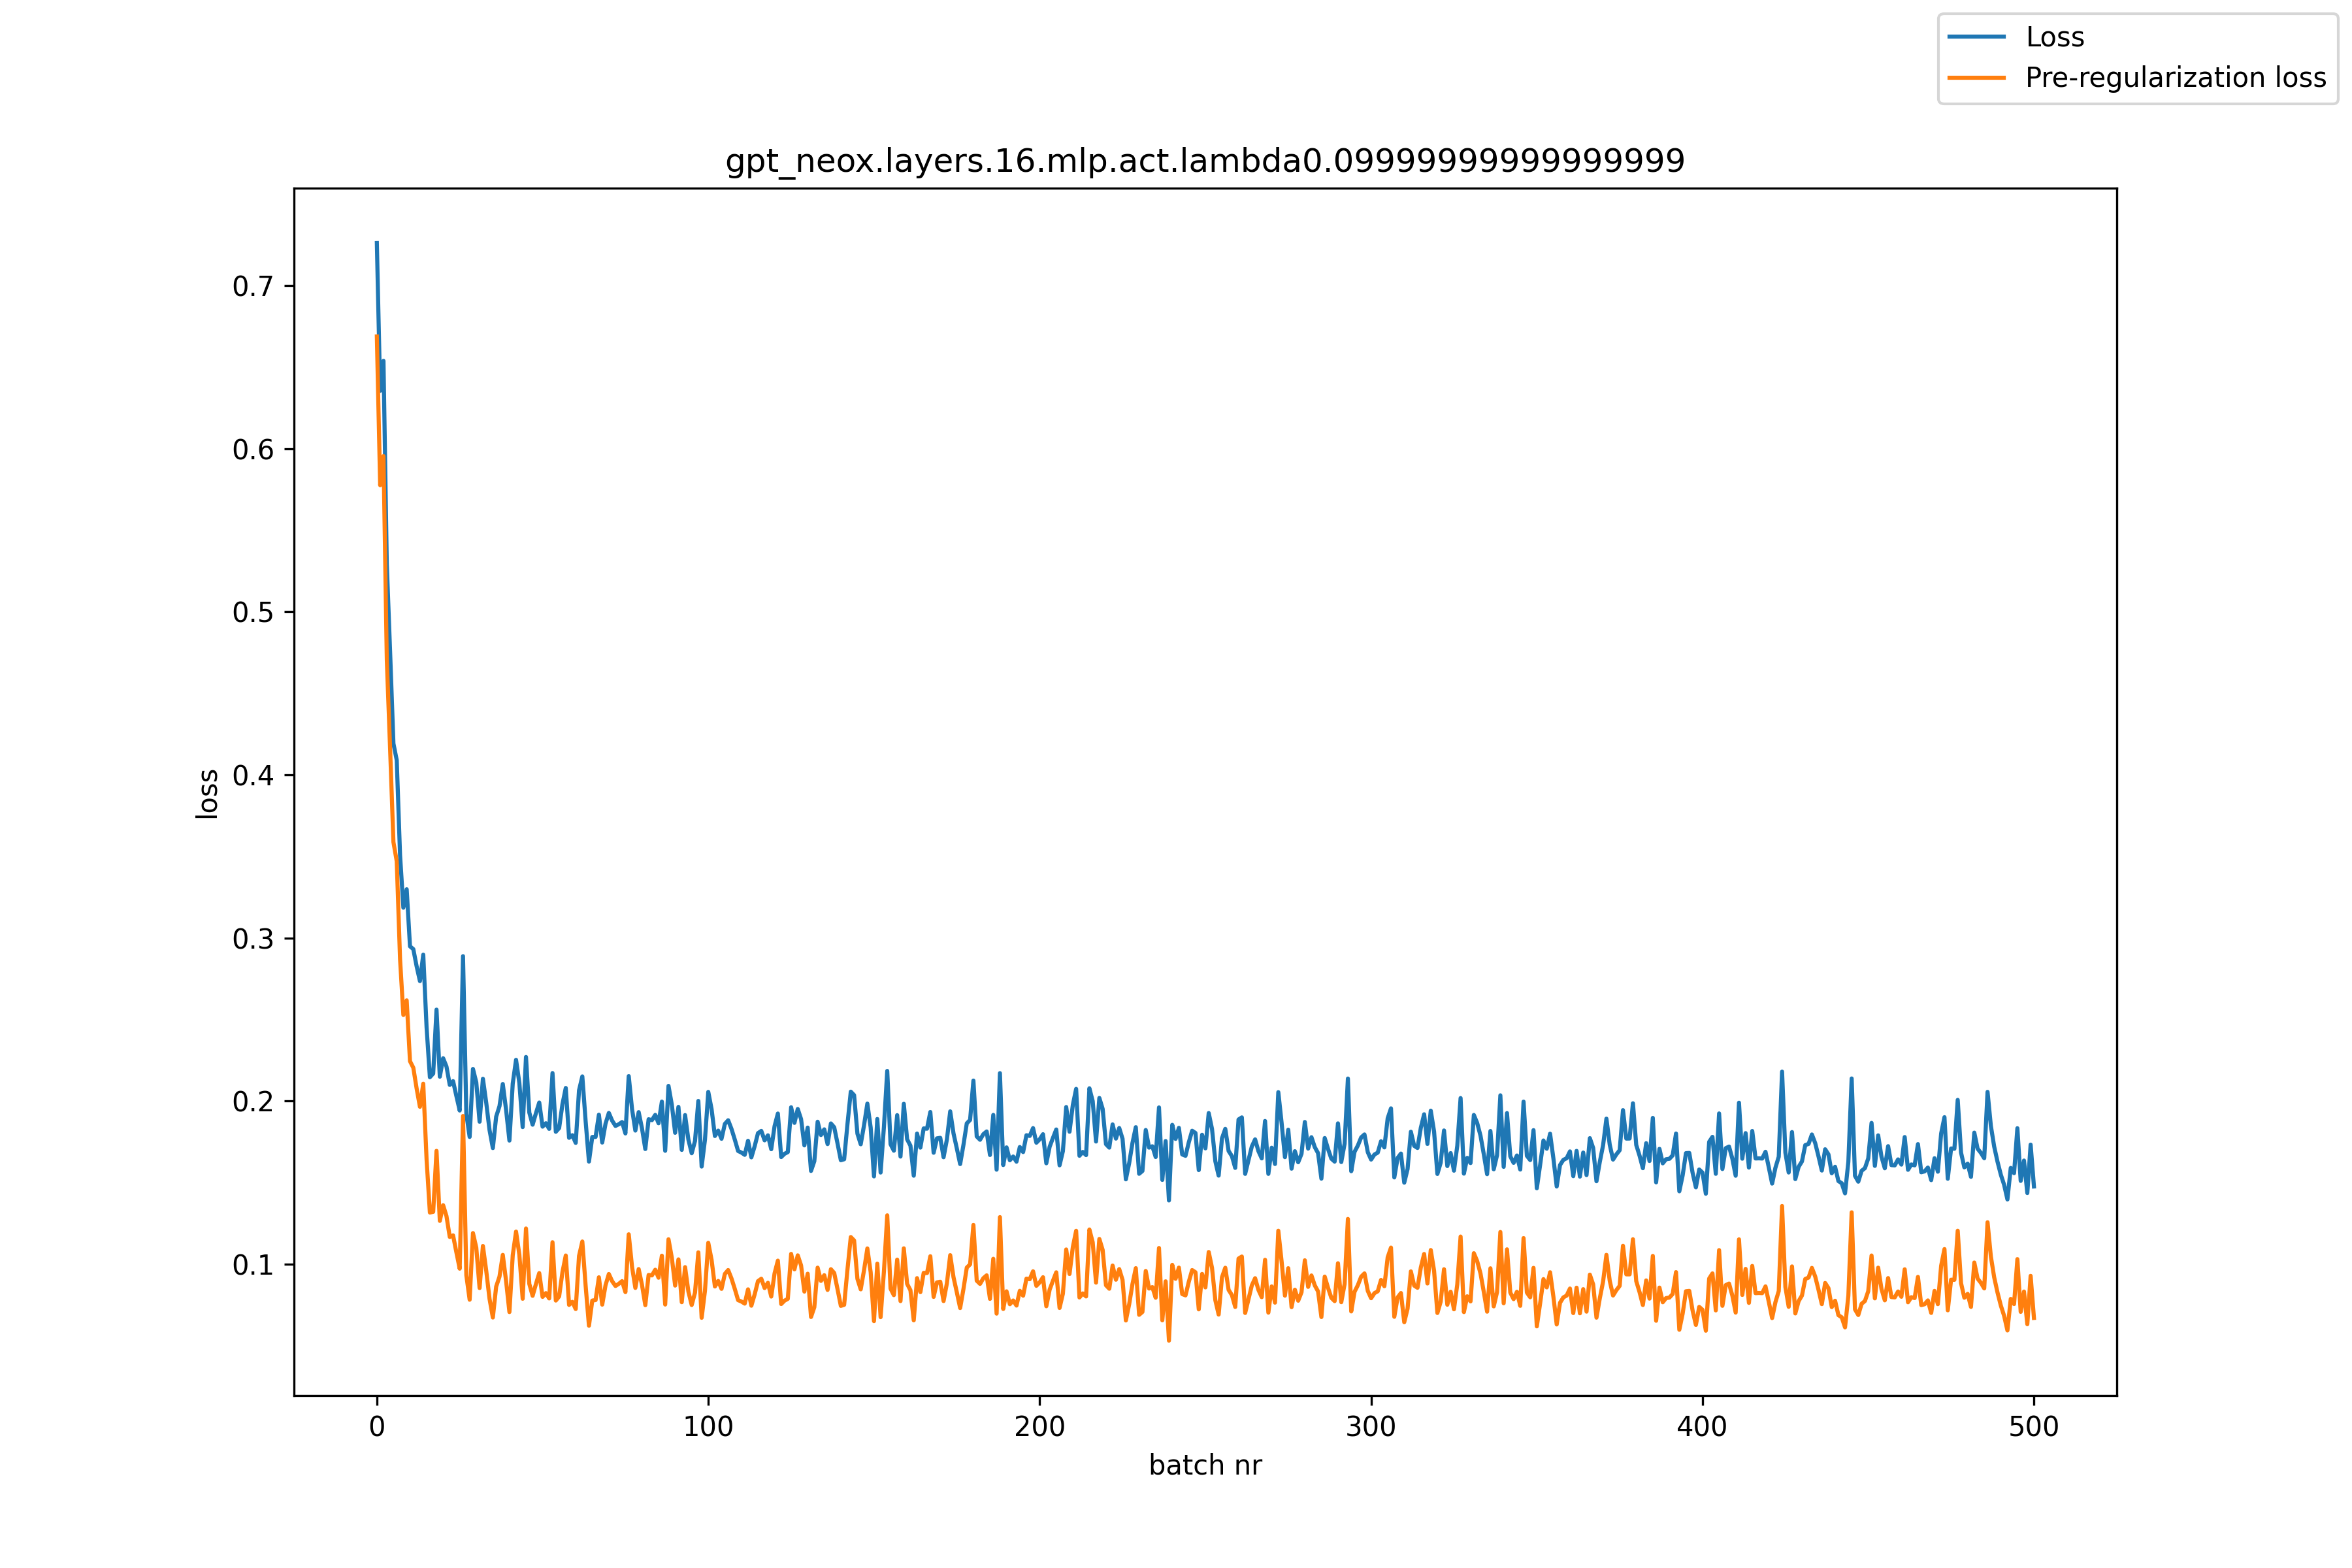 Loss
Pre-regularization loss
gpt_neox.layers.16.mlp.act.lambda0.09999999999999999
0.7
0.6
0.5
0.4
0.3
0.2
0.1
loss
0 100 200 300 400 500
batch nr